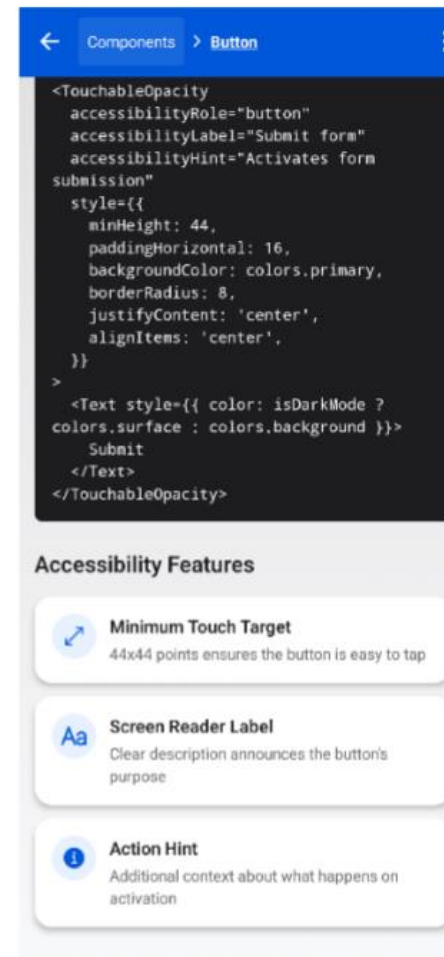 Components > Button
<TouchableOpacity
accessibilityRole="button"
accessibilityLabel="Submit form"
accessibilityHint="Activates form
submission"
style={{
minHeight: 44,
paddingHorizontal: 16,
backgroundColor: colors.primary,
borderRadius: 8,
justifyContent: 'center',
alignItems: 'center',
}}
>
<Text style={{ color: isDarkMode ?
colors.surface : colors.background }}>
Submit
</Text>
</TouchableOpacity>
Accessibility Features
Minimum Touch Target
44x44 points ensures the button is easy to tap
Aa
Screen Reader Label
Clear description announces the button's
purpose
Action Hint
Additional context about what happens on
activation